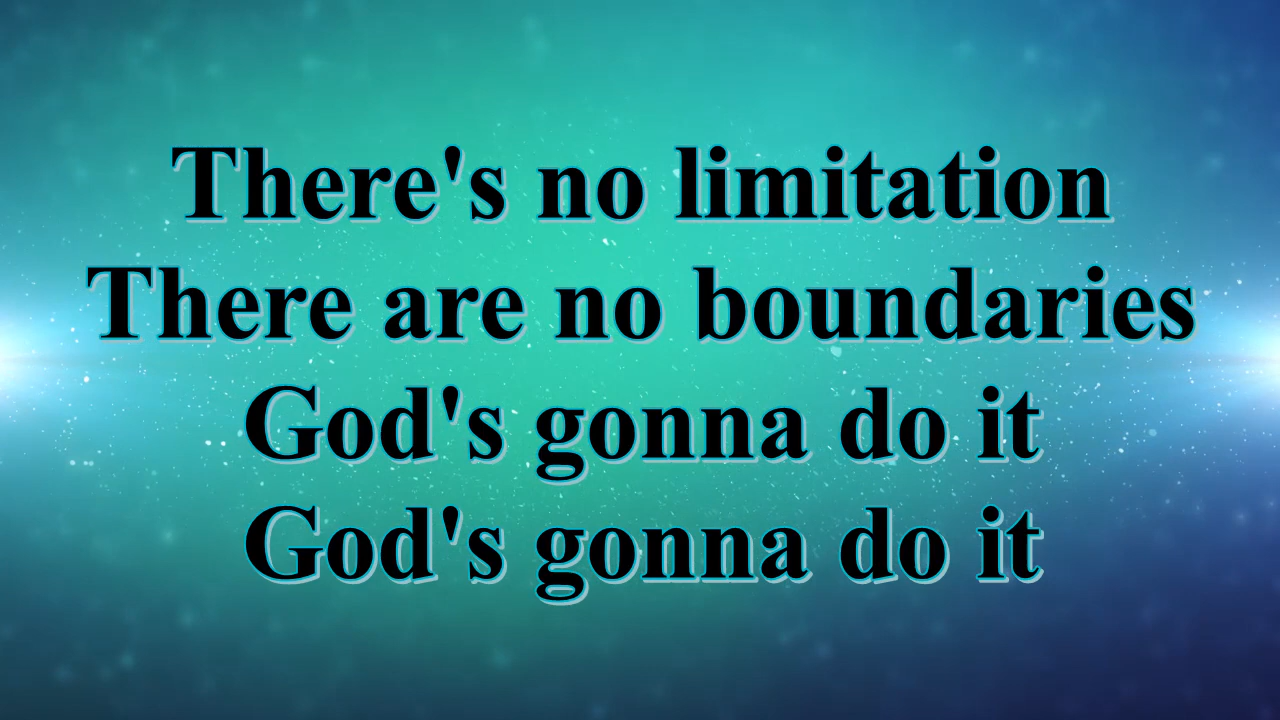 There's no limitation
There are no boundaries
God's gonna do it
God's gonna do it